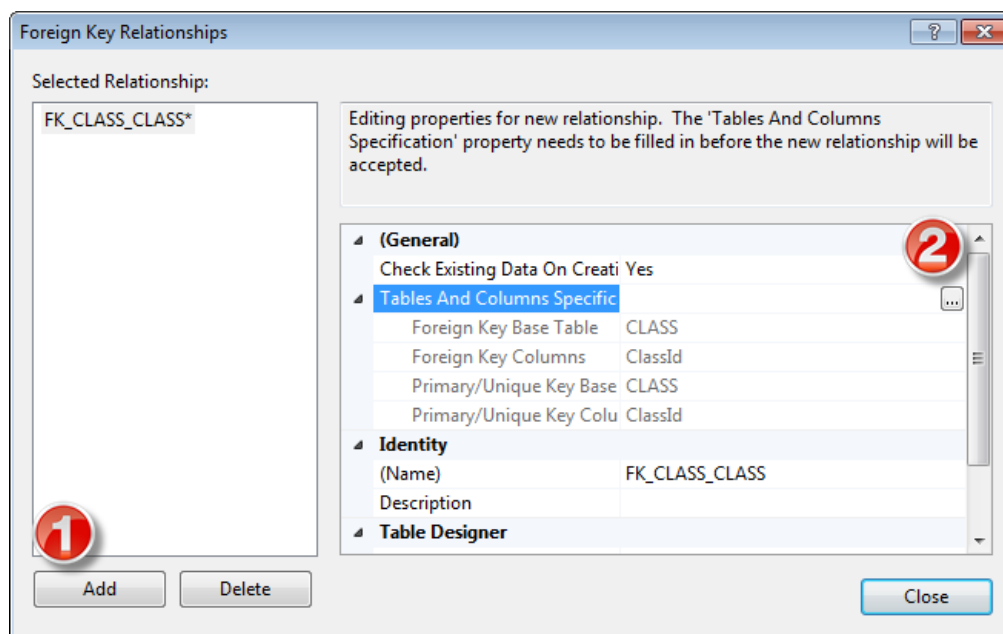 Foreign Key Relationships
?
Selected Relationship:
FK_CLASS_CLASS*
Editing properties for new relationship.  The 'Tables And Columns
Specification' property needs to be filled in before the new relationship will be
accepted.
(General)
2
Check Existing Data On Creati Yes
Tables And Columns Specific ...
Foreign Key Base Table CLASS
Foreign Key Columns ClassId
Primary/Unique Key Base CLASS
Primary/Unique Key Colu ClassId
Identity
(Name) FK_CLASS_CLASS
Description
Table Designer
1
Add Delete Close